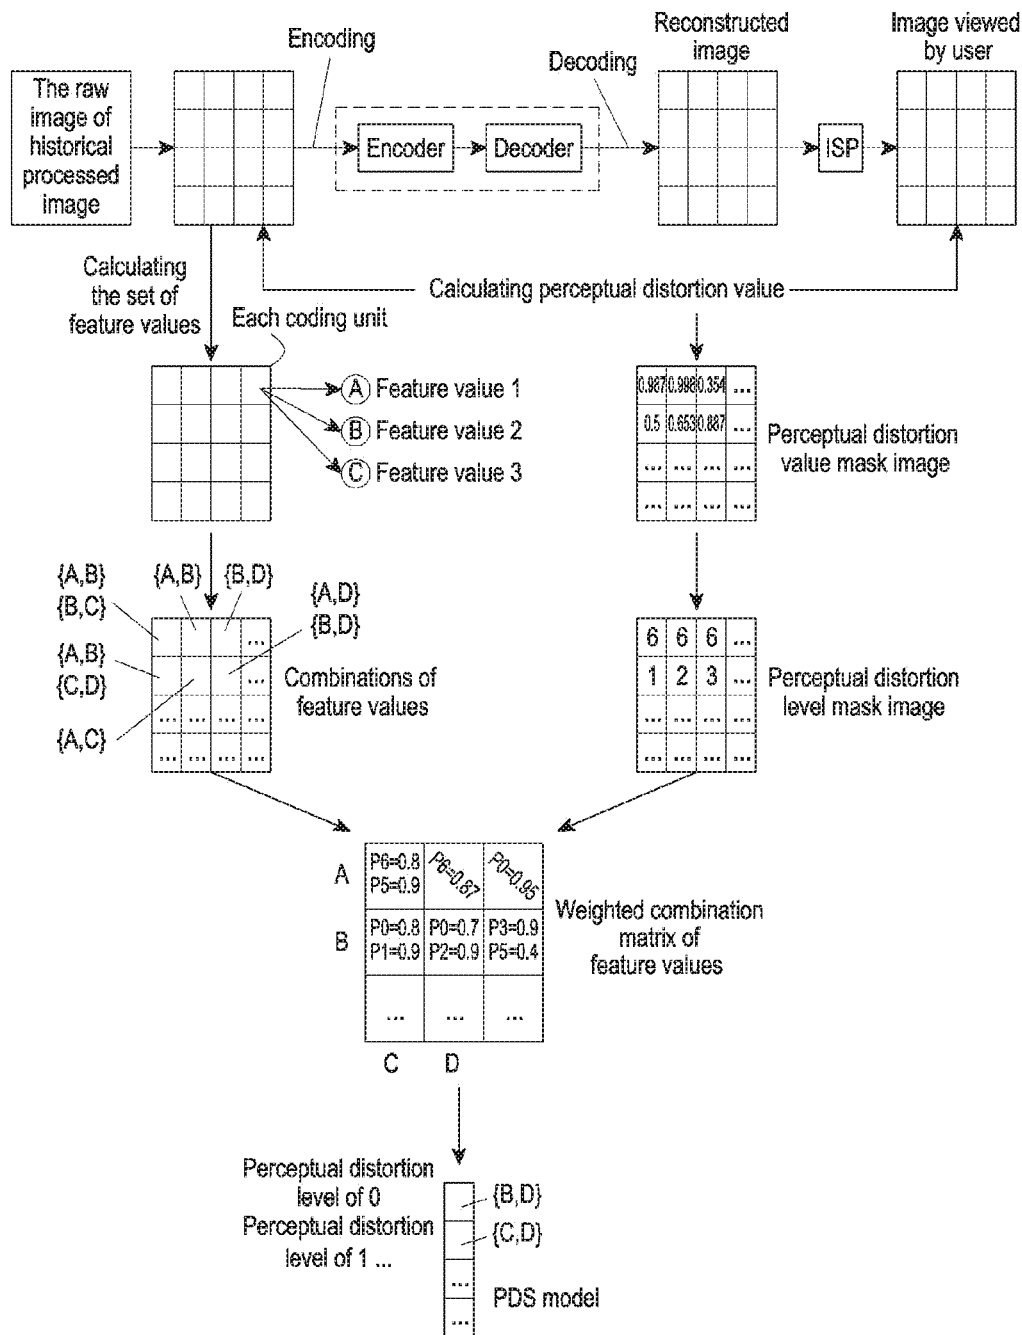 The raw
image of
historical
processed
image
Encoding
Encoder
Decoder
Decoding
Reconstructed
image
ISP
Image viewed
by user
Calculating
the set of
feature values
Calculating perceptual distortion value
Each coding unit
A Feature value 1
B Feature value 2
C Feature value 3
0.987 0.998 0.354 ...
0.5 0.653 0.887 ...
... ... ... ...
... ... ... ...
Perceptual distortion
value mask image
{A,B}
{B,C}
{A,B}
{B,D}
{A,D}
{B,D}
{A,B}
{C,D}
{A,C}
...
...
... ... ... ...
... ... ... ...
Combinations of
feature values
6 6 6 ...
1 2 3 ...
... ... ... ...
... ... ... ...
Perceptual distortion
level mask image
A
P6=0.8
P5=0.9
P6=0.87
P0=0.95
B
P0=0.8
P1=0.9
P0=0.7
P2=0.9
P3=0.9
P5=0.4
... ... ...
C D
Weighted combination
matrix of
feature values
Perceptual distortion
level of 0
Perceptual distortion
level of 1 ...
{B,D}
{C,D}
...
...
PDS model